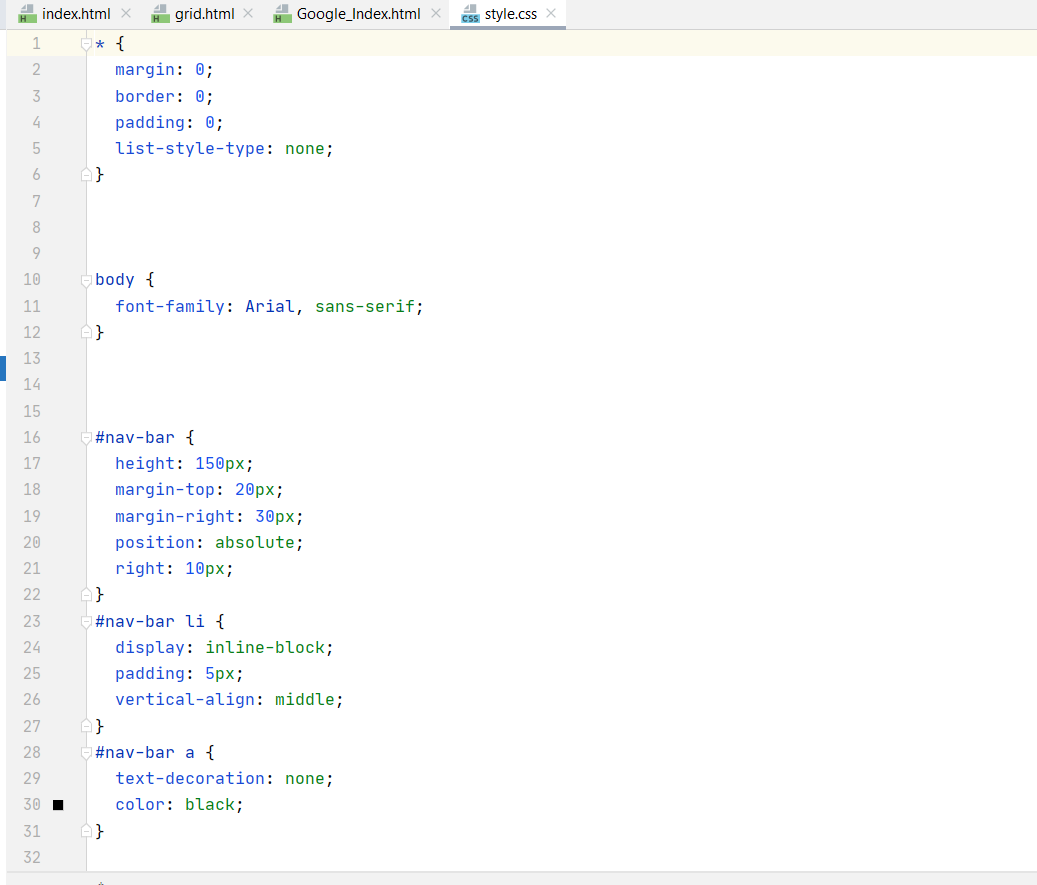 index.html grid.html Google_Index.html style.css
1 * {
2 margin: 0;
3 border: 0;
4 padding: 0;
5 list-style-type: none;
6 }
7
8
9
10 body {
11 font-family: Arial, sans-serif;
12 }
13
14
15
16 #nav-bar {
17 height: 150px;
18 margin-top: 20px;
19 margin-right: 30px;
20 position: absolute;
21 right: 10px;
22 }
23 #nav-bar li {
24 display: inline-block;
25 padding: 5px;
26 vertical-align: middle;
27 }
28 #nav-bar a {
29 text-decoration: none;
30 color: black;
31 }
32